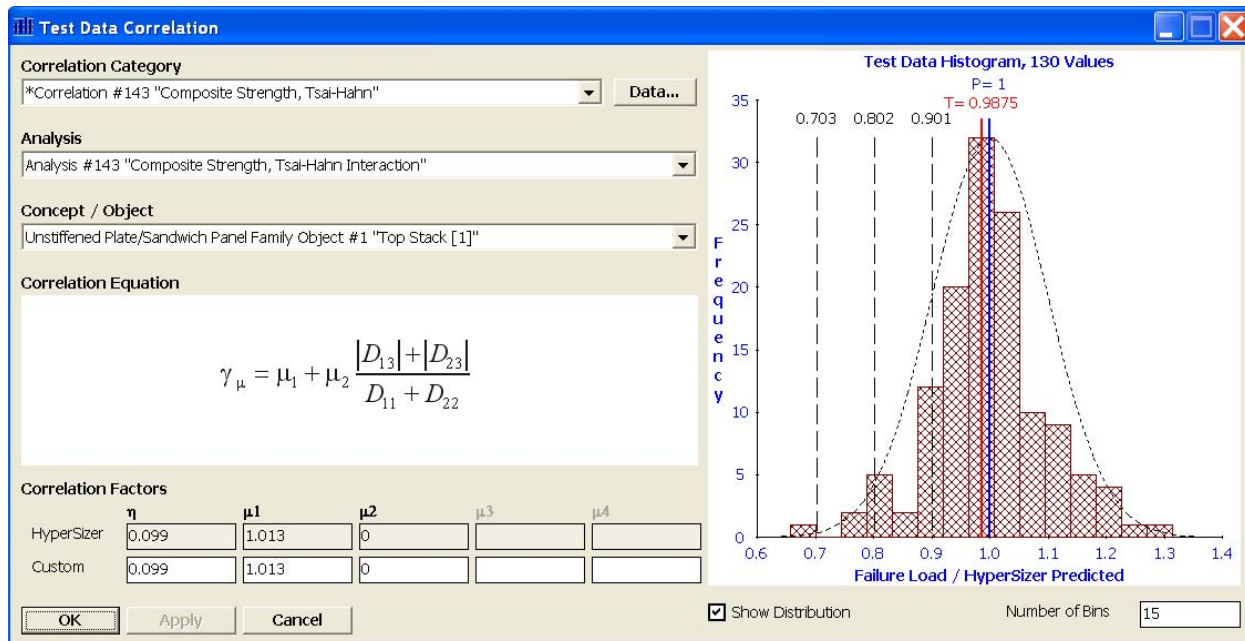 Test Data Correlation
Correlation Category
*Correlation #143 "Composite Strength, Tsai-Hahn"
Data...
Analysis
Analysis #143 "Composite Strength, Tsai-Hahn Interaction"
Concept / Object
Unstiffened Plate/Sandwich Panel Family Object #1 "Top Stack [1]"
Correlation Equation
γ μ = μ1 + μ2 |D13|+|D23| / D11 + D22
Correlation Factors
η μ1 μ2 μ3 μ4
HyperSizer 0.099 1.013 0
Custom 0.099 1.013 0
OK Apply Cancel
Test Data Histogram, 130 Values
P= 1
T= 0.9875
0.703 0.802 0.901
35
30
25
20
15
10
5
0
Frequency
0.6 0.7 0.8 0.9 1.0 1.1 1.2 1.3 1.4
Failure Load / HyperSizer Predicted
Show Distribution
Number of Bins 15